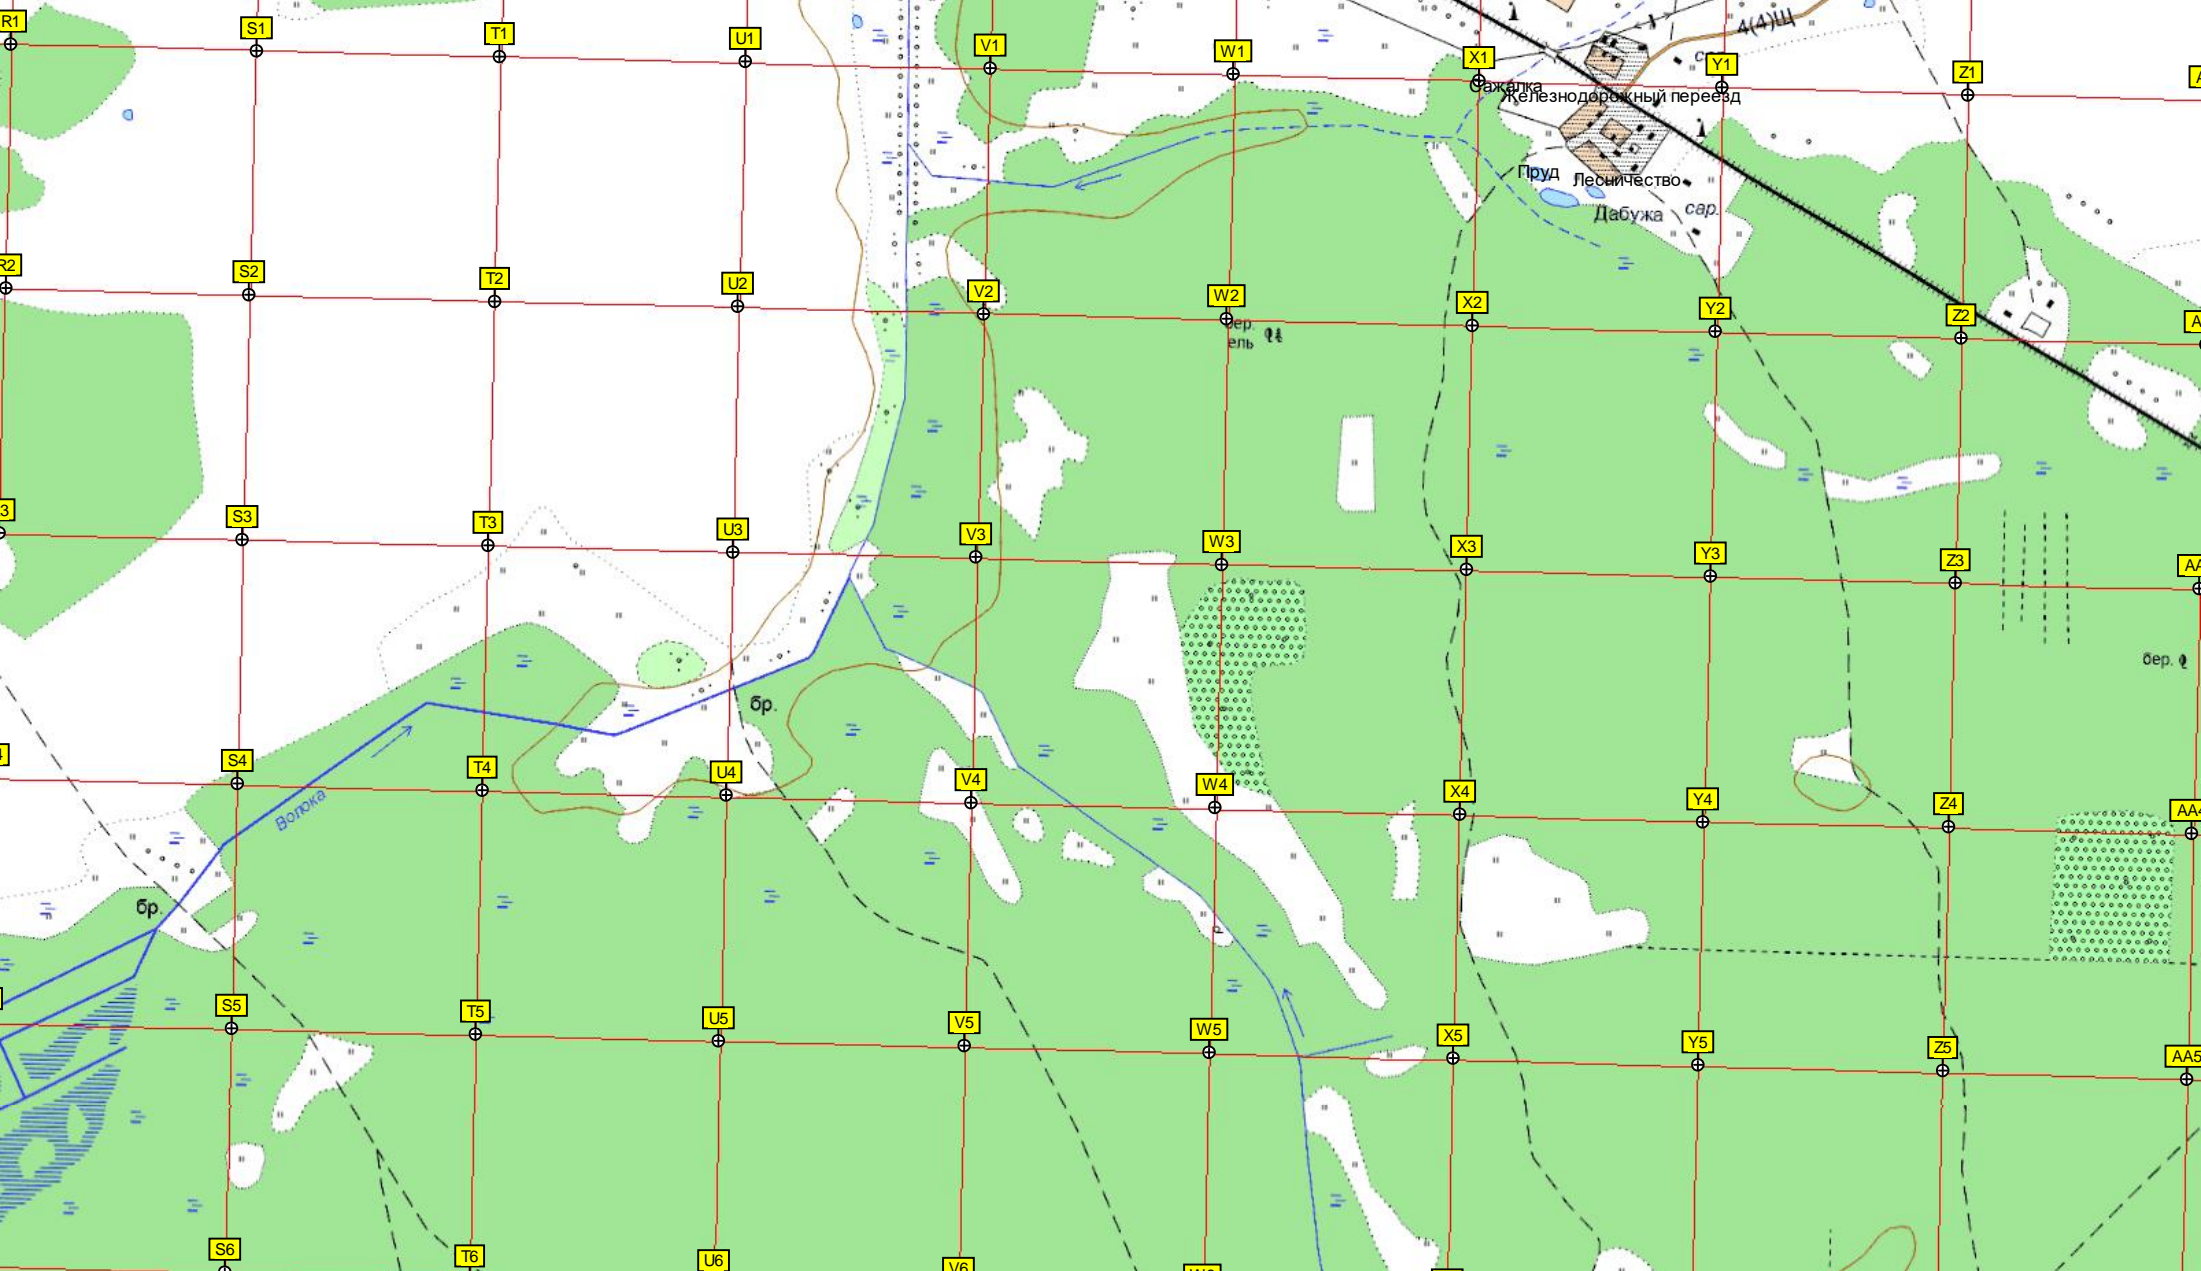 R1
S1
T1
U1
V1
W1
X1
Y1
Z1
4(4)Щ
Сажалка
Железнодорожный переезд
Пруд
Лесничество
Дабужа
сар.
R2
S2
T2
U2
V2
W2
X2
Y2
Z2
A
бер.
ель
3
S3
T3
U3
V3
W3
X3
Y3
Z3
AA
бер.
бр.
S4
T4
U4
V4
W4
X4
Y4
Z4
AA4
Волока
бр.
S5
T5
U5
V5
W5
X5
Y5
Z5
AA5
S6
T6
U6
V6